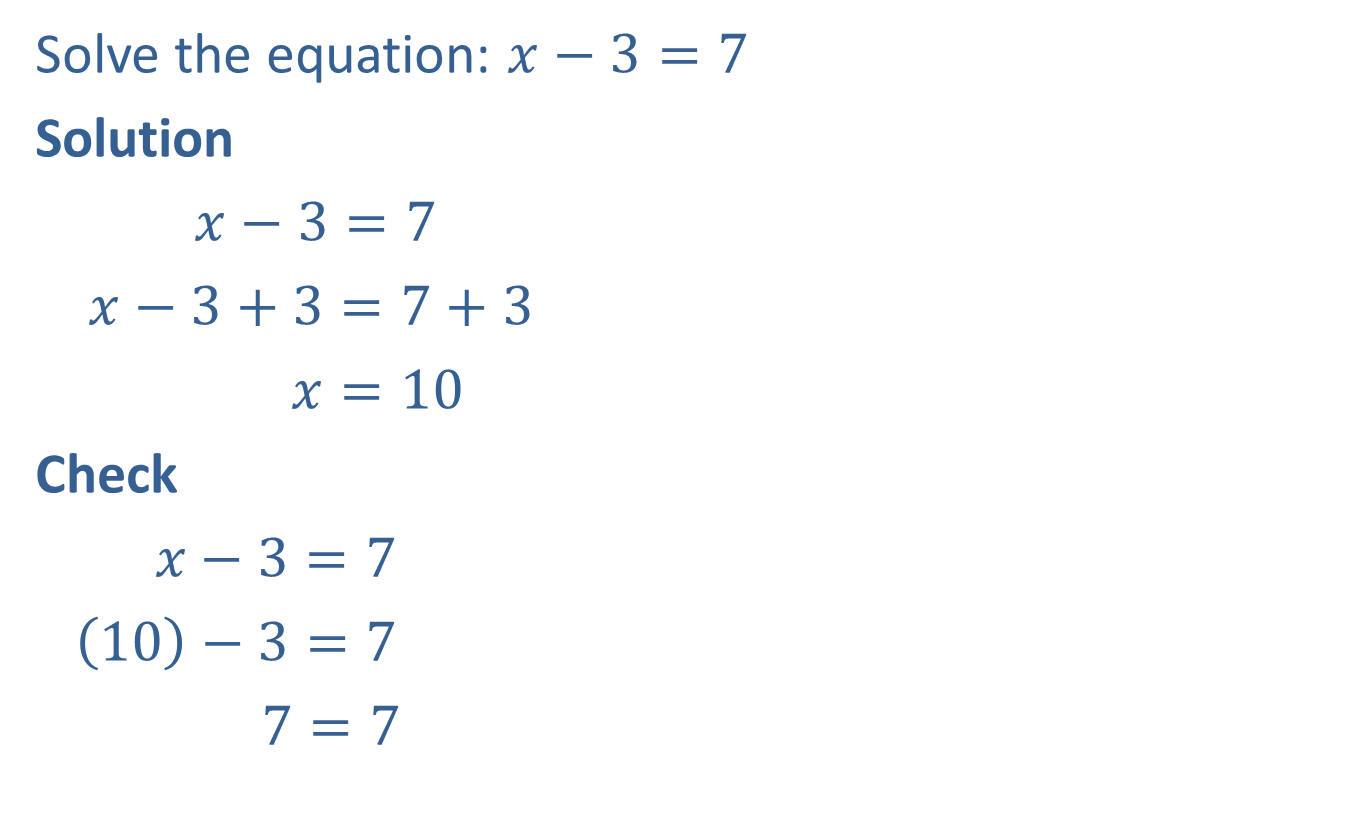 Solve the equation: x − 3 = 7
Solution
x − 3 = 7
x − 3 + 3 = 7 + 3
x = 10
Check
x − 3 = 7
(10) − 3 = 7
7 = 7